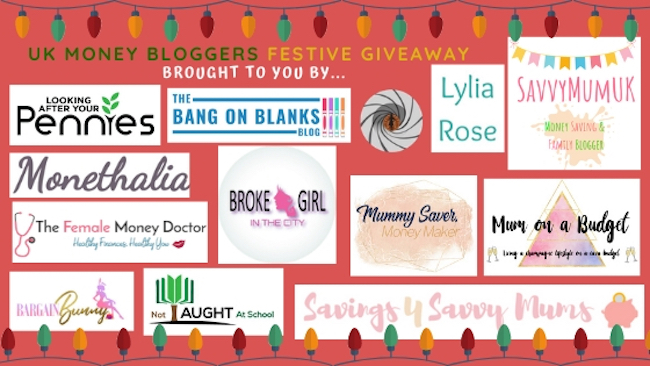 UK MONEY BLOGGERS FESTIVE GIVEAWAY
BROUGHT TO YOU BY...
LOOKING
AFTER YOUR
Pennies
THE
BANG ON BLANKS
BLOG
Lylia
Rose
SAVVYMUMUK
MONEY SAVING &
FAMILY BLOGGER
Monethalia
BROKE GIRL
IN THE CITY
Mummy Saver,
Money Maker
Mum on a Budget
Living a champagne lifestyle on a cava budget
The Female Money Doctor
Healthy Finances, Healthy You
BARGAIN
Bunny
Not TAUGHT At School
Savings 4 Savvy Mums